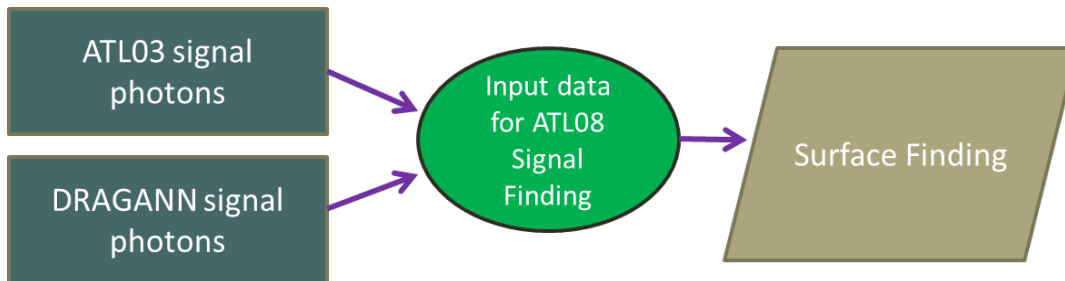 ATL03 signal
photons
DRAGANN signal
photons
Input data
for ATL08
Signal
Finding
Surface Finding